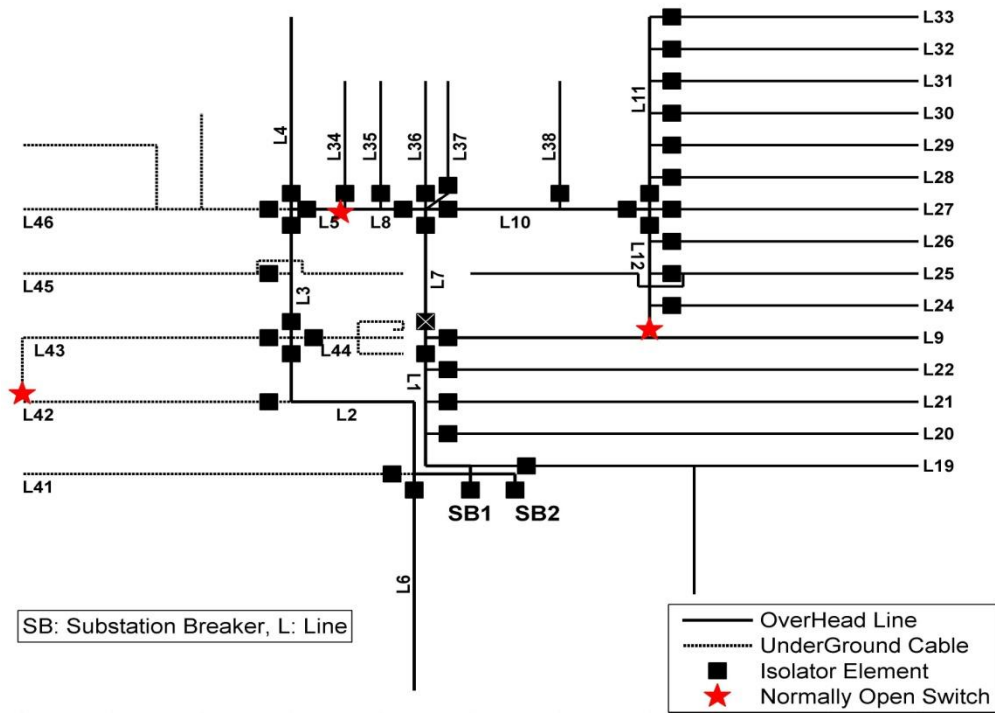 L33
L32
L31
L30
L29
L28
L27
L26
L25
L24
L9
L22
L21
L20
L19
L11
L12
L4
L34
L35
L36
L37
L38
L46
L5
L8
L10
L45
L3
L7
L43
L44
L1
L42
L2
L41
SB1
SB2
L6
SB: Substation Breaker, L: Line
OverHead Line
UnderGround Cable
Isolator Element
Normally Open Switch